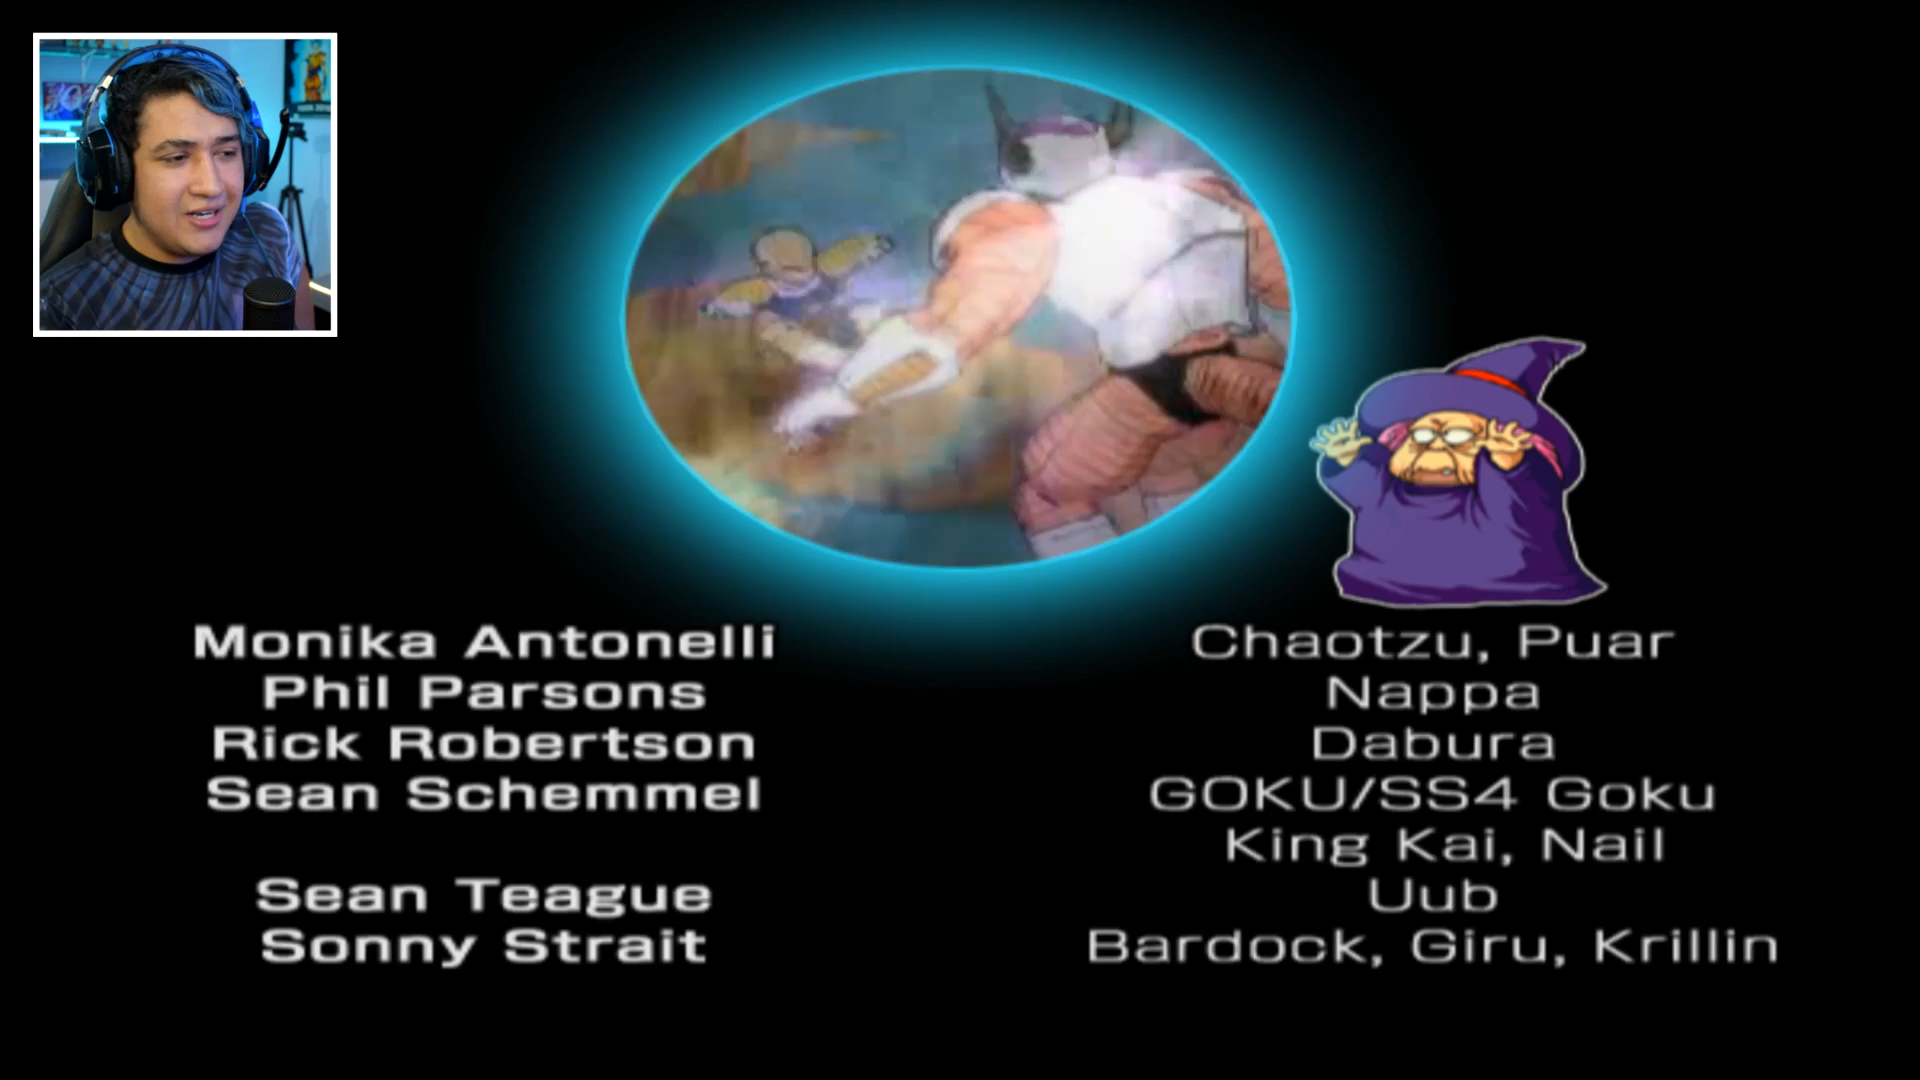 Monika Antonelli Chaotzu, Puar
Phil Parsons Nappa
Rick Robertson Dabura
Sean Schemmel GOKU/SS4 Goku
King Kai, Nail
Sean Teague Uub
Sonny Strait Bardock, Giru, Krillin